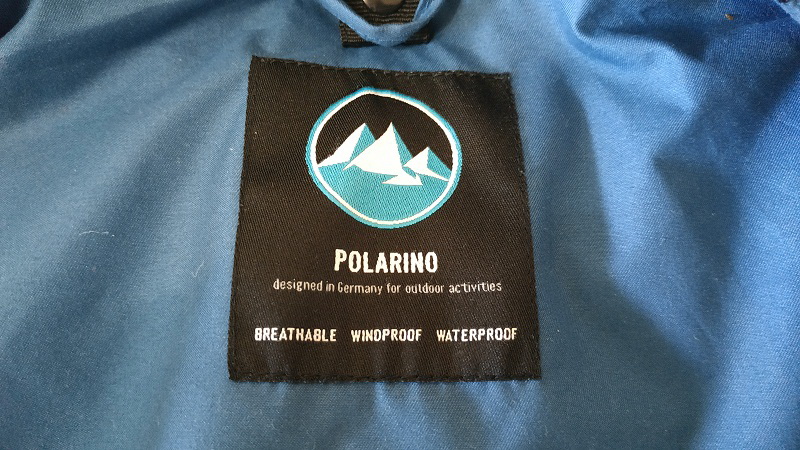 POLARINO
designed in Germany for outdoor activities
BREATHABLE WINDPROOF WATERPROOF